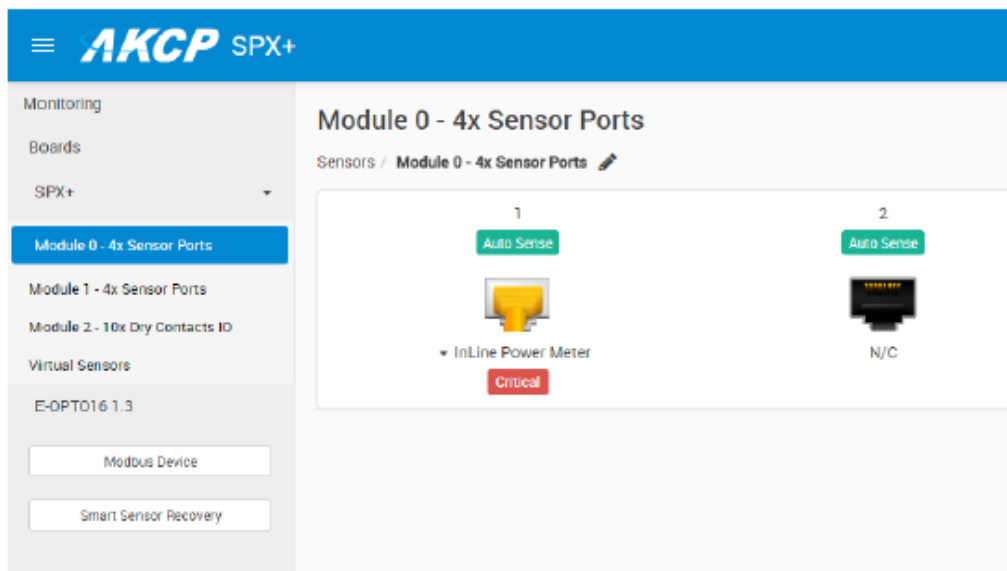 AKCP SPX+
Monitoring
Boards
SPX+
Module 0 - 4x Sensor Ports
Module 1 - 4x Sensor Ports
Module 2 - 10x Dry Contacts IO
Virtual Sensors
E-OPTO16 1.3
Modbus Device
Smart Sensor Recovery
Module 0 - 4x Sensor Ports
Sensors / Module 0 - 4x Sensor Ports
1 2
Auto Sense Auto Sense
InLine Power Meter N/C
Critical